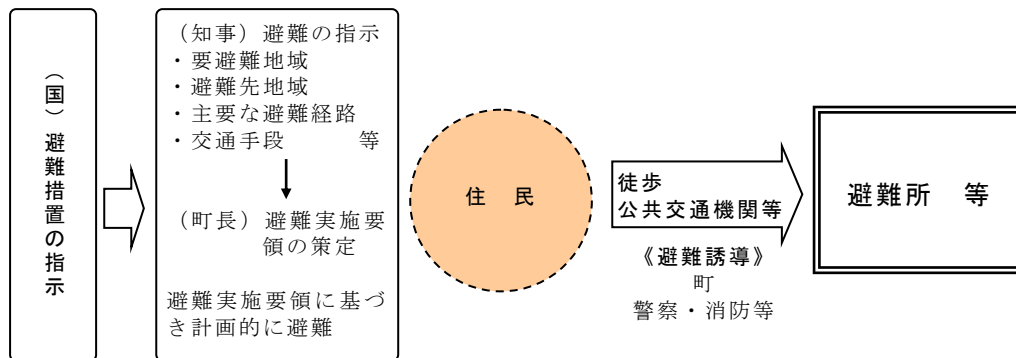 （国）避難措置の指示
（知事）避難の指示
・要避難地域
・避難先地域
・主要な避難経路
・交通手段　　　等
（町長）避難実施要
領の策定
避難実施要領に基づ
き計画的に避難
住　民
徒歩
公共交通機関等
《避難誘導》
町
警察・消防等
避難所　等